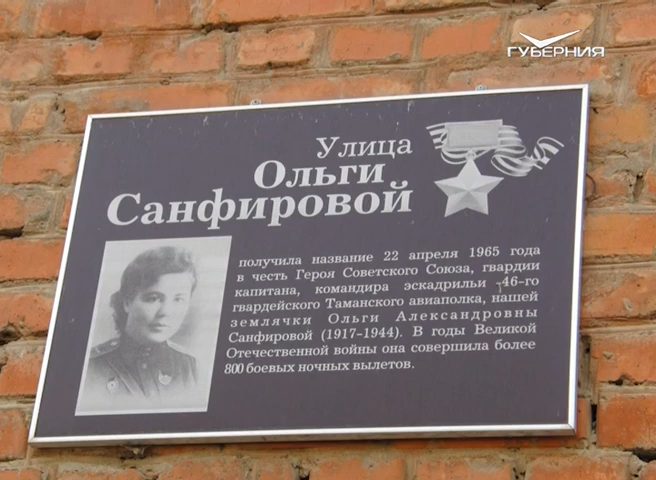 ГУБЕРНИЯ
Улица
Ольги
Санфировой
получила название 22 апреля 1965 года
в честь Героя Советского Союза, гвардии
капитана, командира эскадрильи 46-го
гвардейского Таманского авиаполка, нашей
землячки Ольги Александровны
Санфировой (1917-1944). В годы Великой
Отечественной войны она совершила более
800 боевых ночных вылетов.